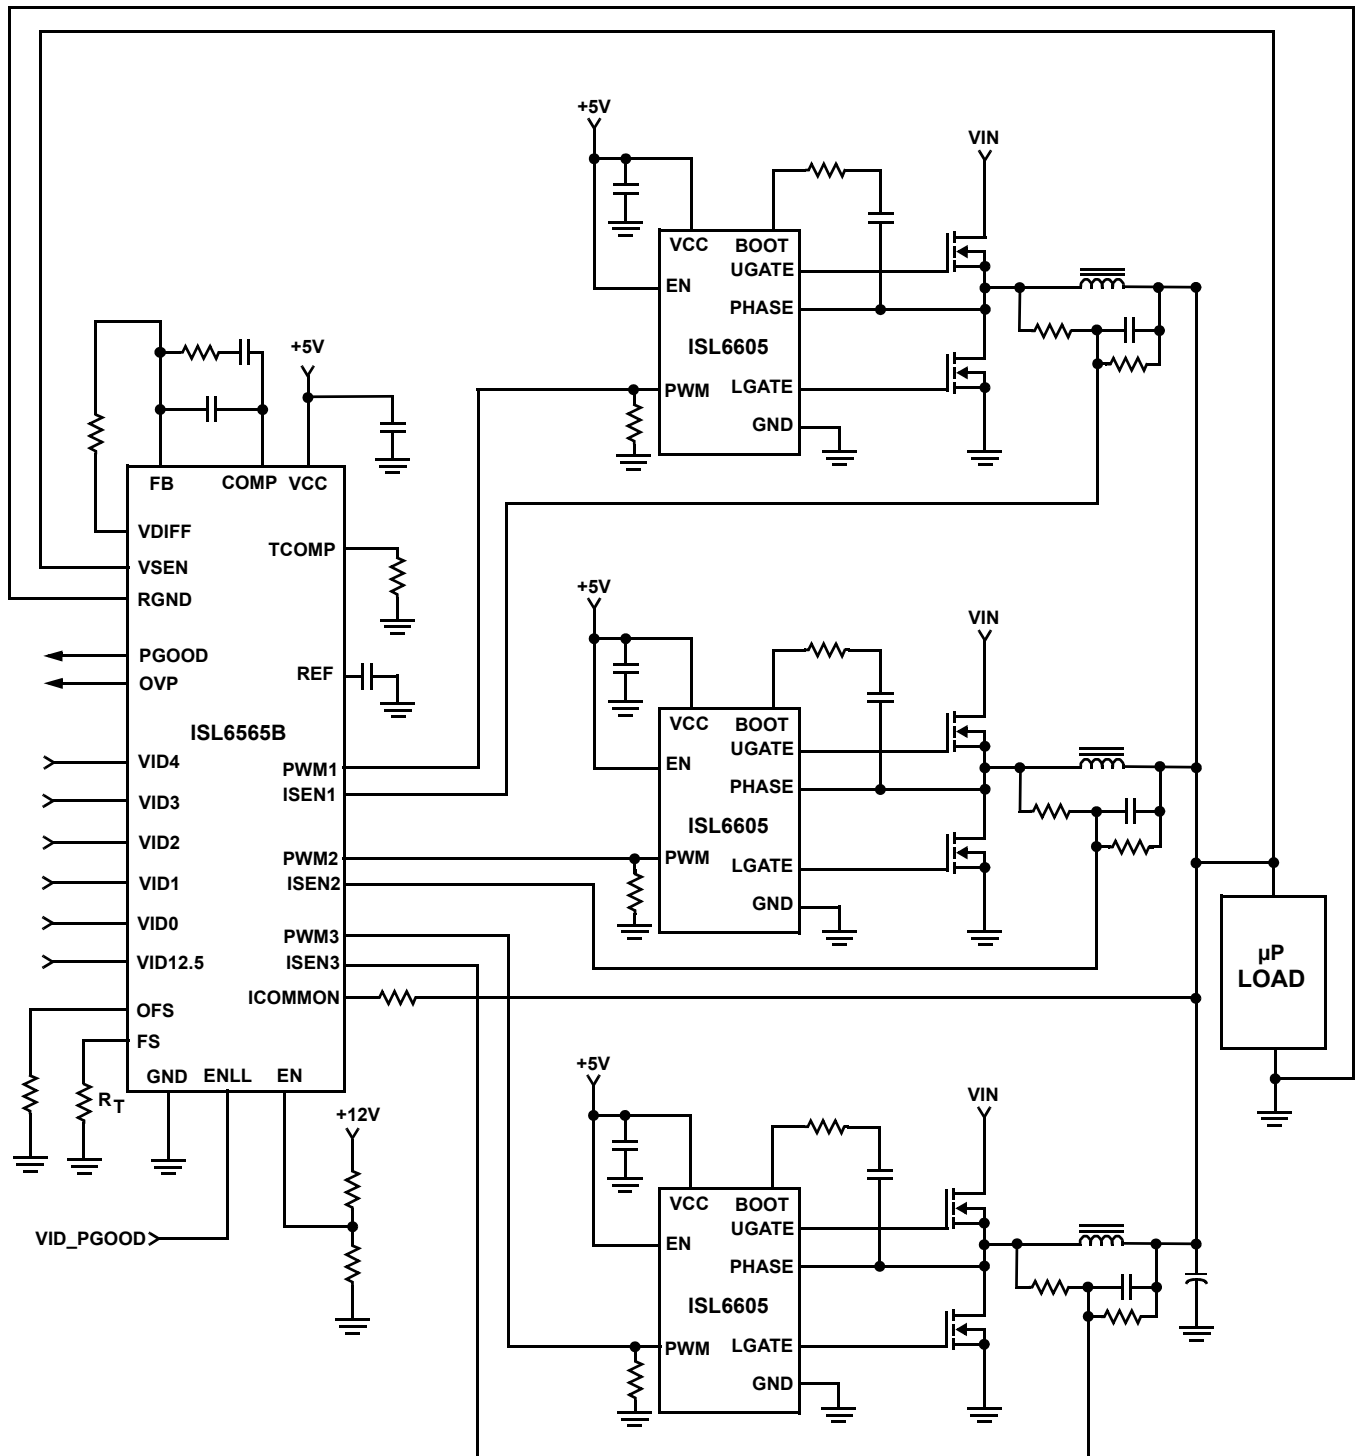 +5V
VIN
VCC
BOOT
UGATE
EN
PHASE
ISL6605
PWM
LGATE
GND
+5V
FB
COMP
VCC
VDIFF
TCOMP
VSEN
RGND
PGOOD
REF
OVP
ISL6565B
VID4
PWM1
VID3
ISEN1
VID2
PWM2
VID1
ISEN2
VID0
PWM3
VID12.5
ISEN3
OFS
ICOMMON
FS
GND
ENLL
EN
RT
+12V
VID_PGOOD
+5V
VIN
VCC
BOOT
UGATE
EN
PHASE
ISL6605
PWM
LGATE
GND
µP
LOAD
+5V
VIN
VCC
BOOT
UGATE
EN
PHASE
ISL6605
PWM
LGATE
GND